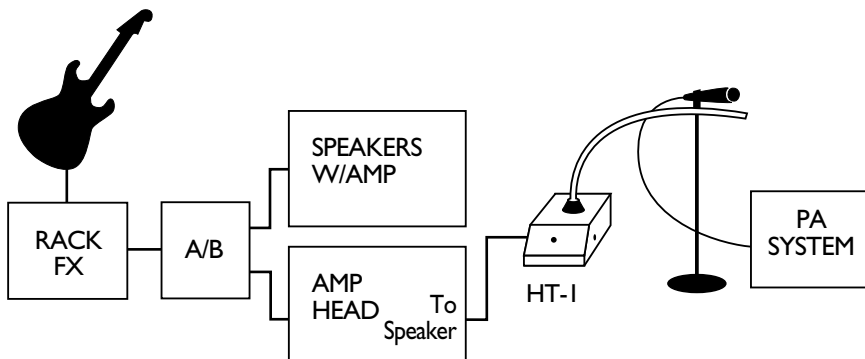 SPEAKERS
W/AMP
RACK
FX
A/B
AMP
HEAD
To
Speaker
HT-1
PA
SYSTEM